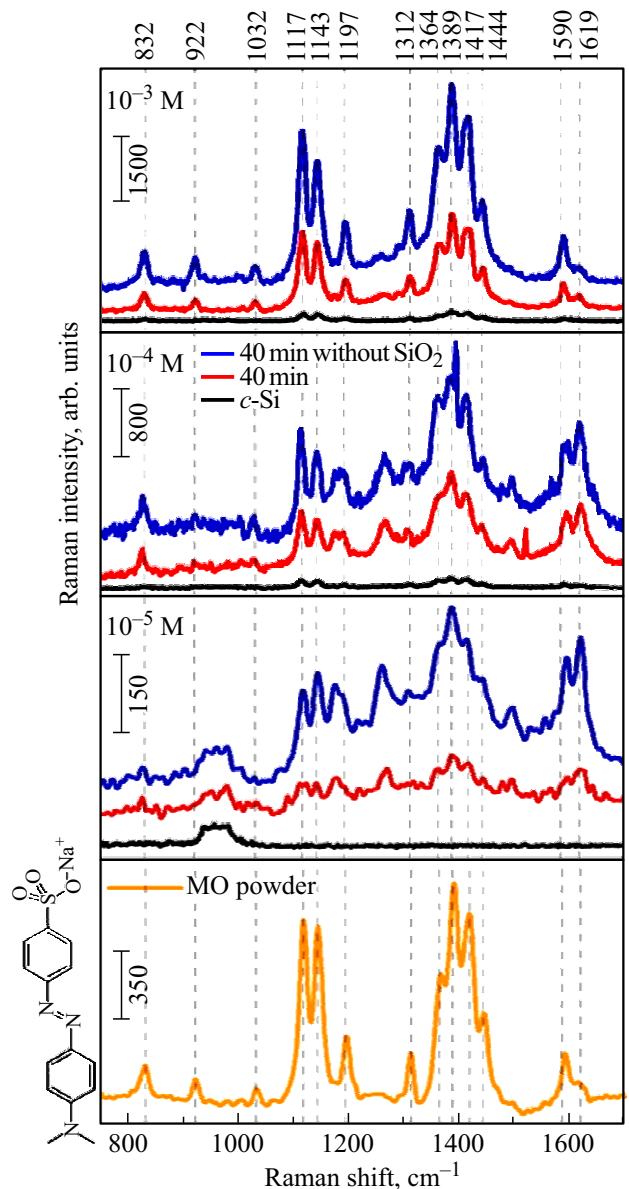 832 922 1032 1117 1143 1197 1312 1364 1389 1417 1444 1590 1619
10⁻³ M
1500
10⁻⁴ M
40 min without SiO₂
40 min
c-Si
800
Raman intensity, arb. units
10⁻⁵ M
150
MO powder
350
O O S O⁻Na⁺
N N
N
800 1000 1200 1400 1600
Raman shift, cm⁻¹